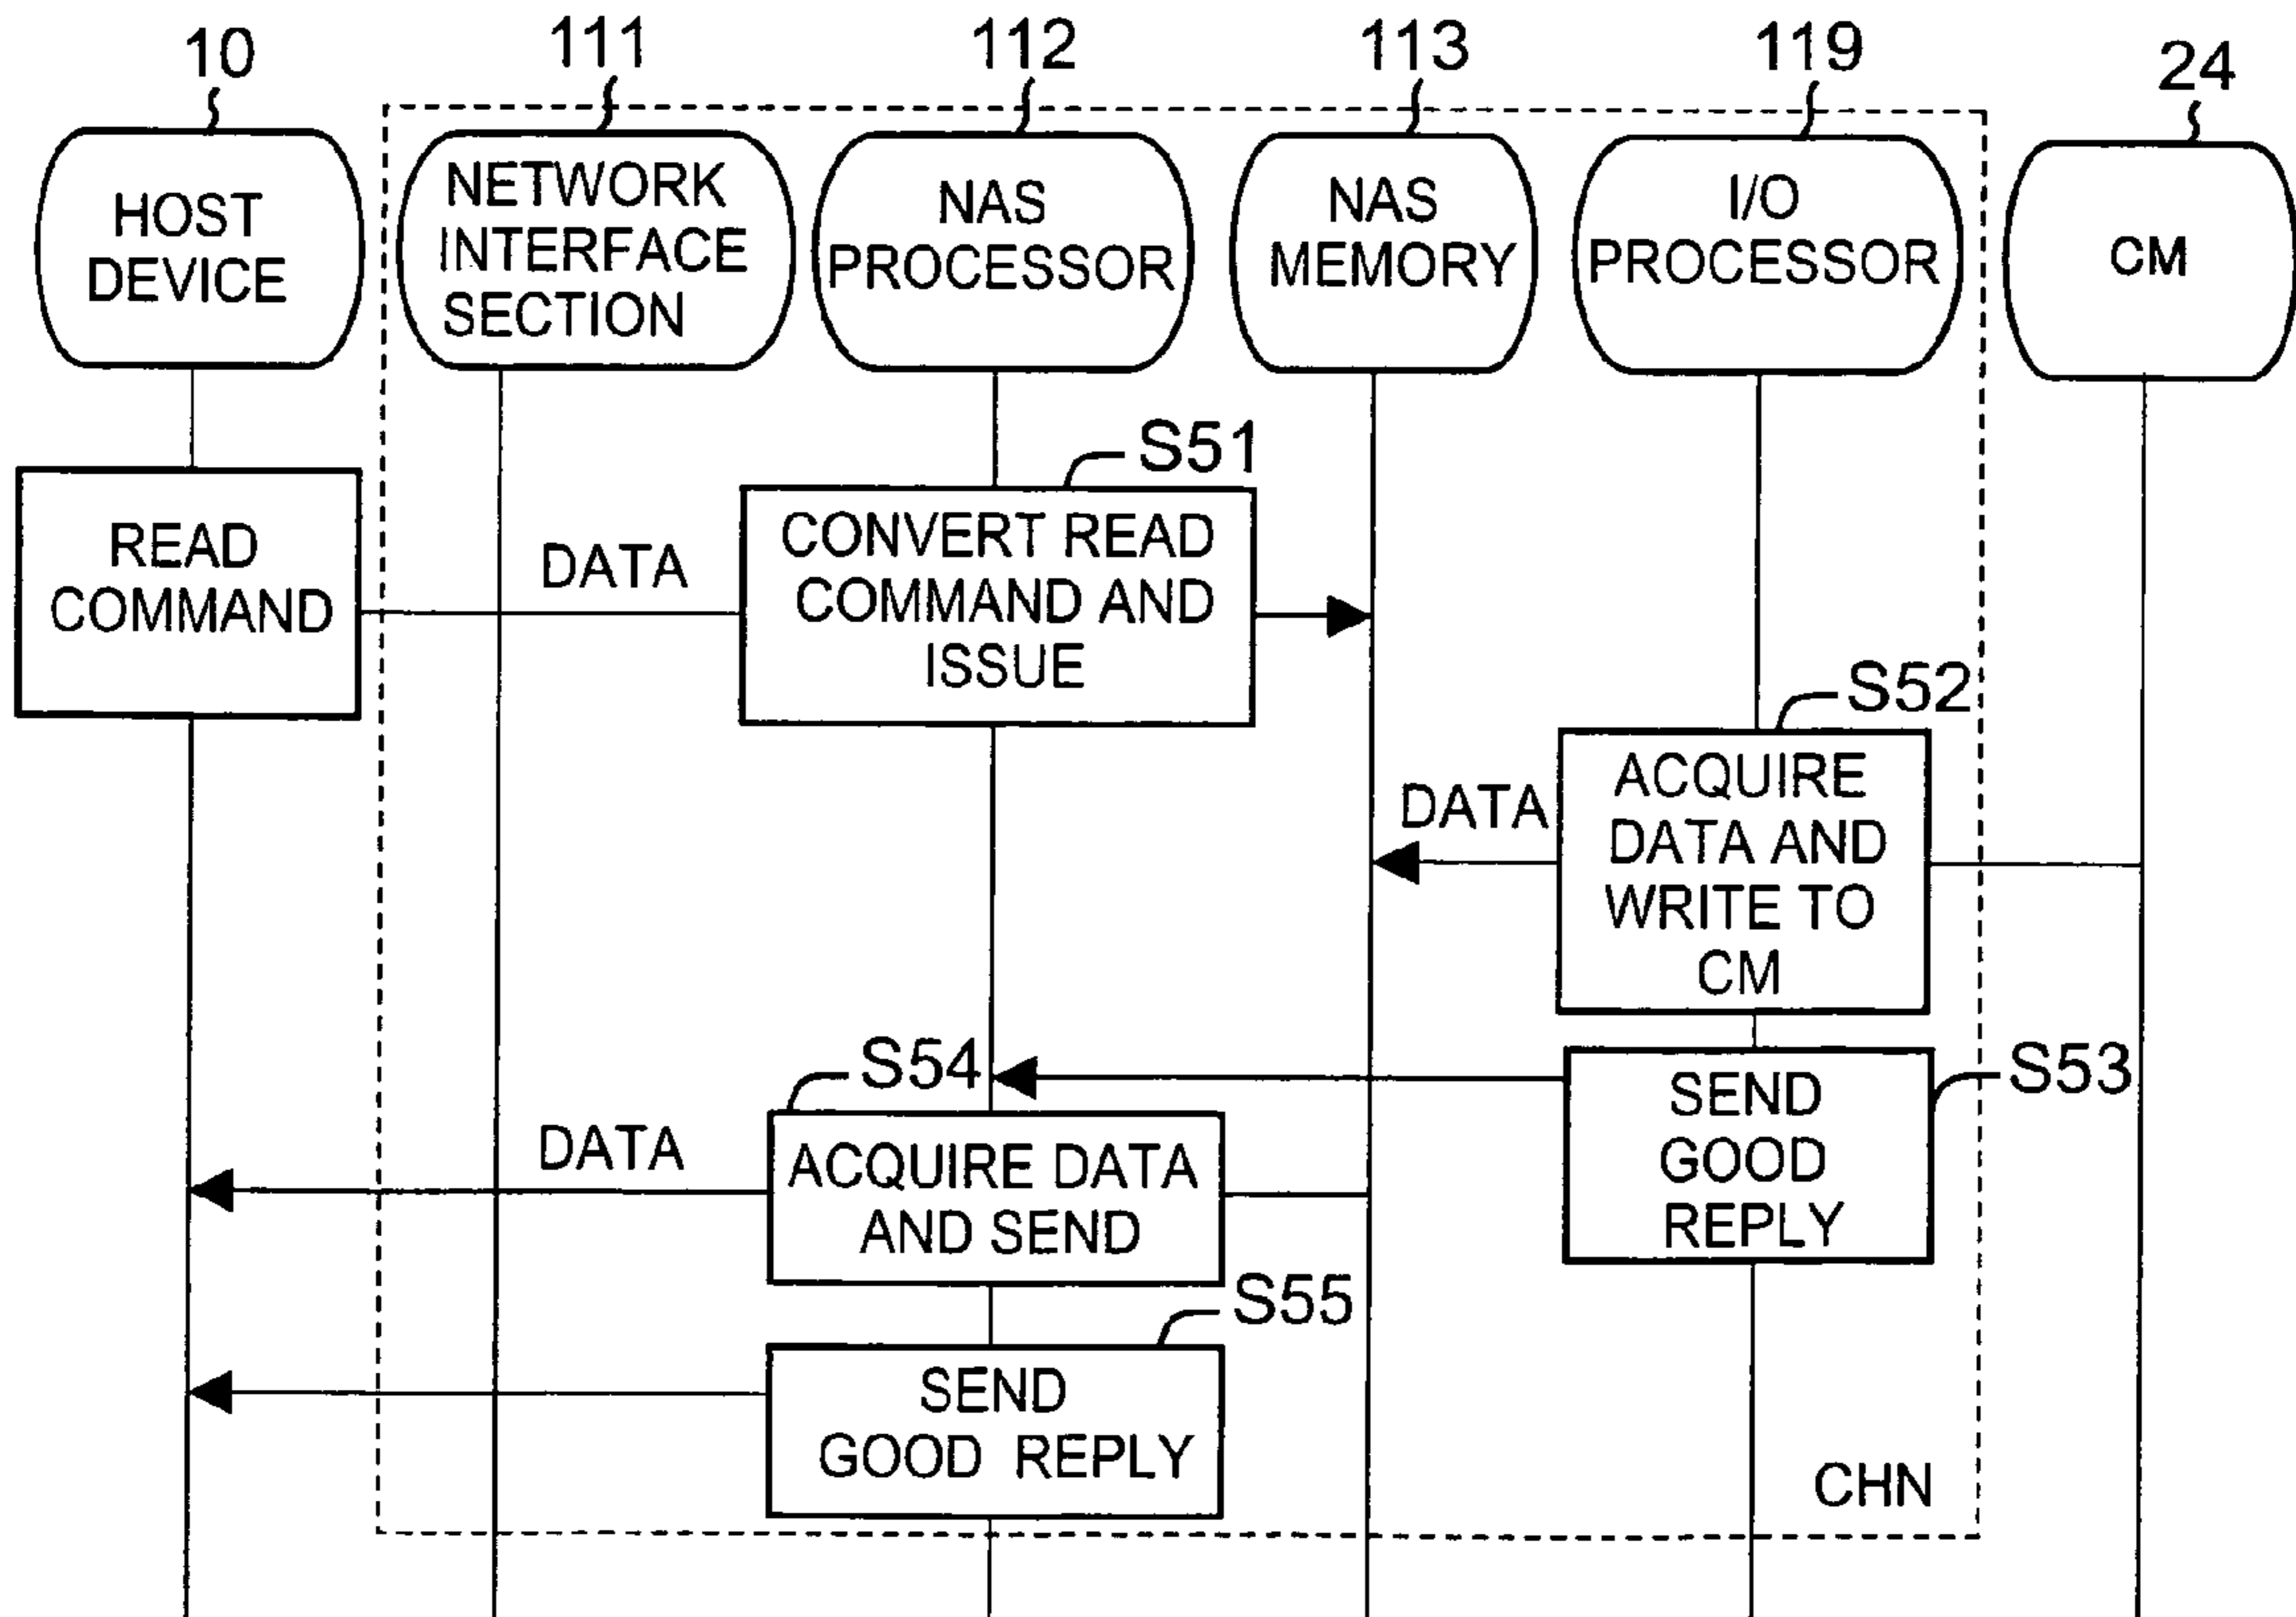 10
111
112
113
119
24
HOST
DEVICE
NETWORK
INTERFACE
SECTION
NAS
PROCESSOR
NAS
MEMORY
I/O
PROCESSOR
CM
READ
COMMAND
DATA
S51
CONVERT READ
COMMAND AND
ISSUE
S52
DATA
ACQUIRE
DATA AND
WRITE TO
CM
S53
SEND
GOOD
REPLY
S54
DATA
ACQUIRE DATA
AND SEND
S55
SEND
GOOD REPLY
CHN